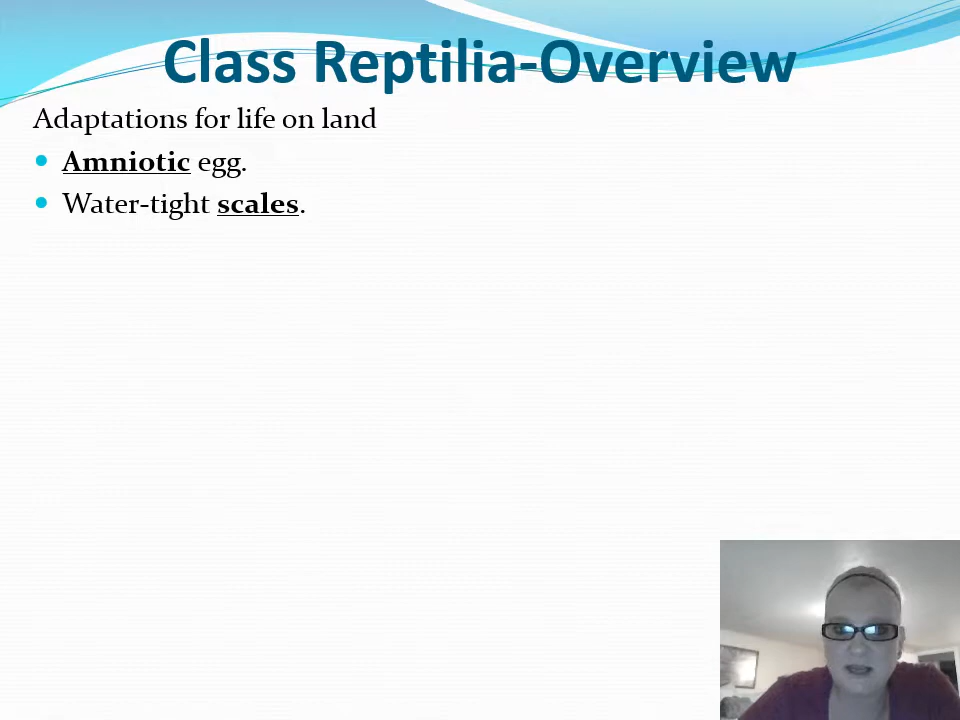 Class Reptilia-Overview
Adaptations for life on land
Amniotic egg.
Water-tight scales.